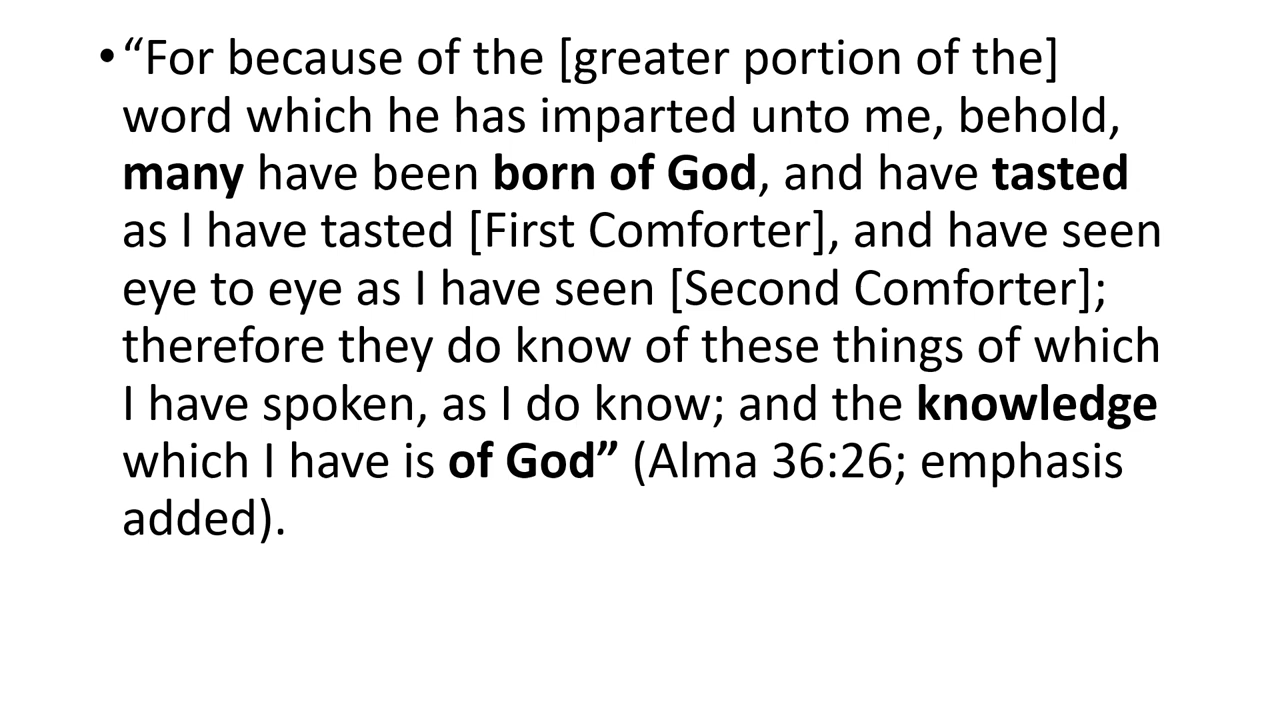 • “For because of the [greater portion of the]
word which he has imparted unto me, behold,
many have been born of God, and have tasted
as I have tasted [First Comforter], and have seen
eye to eye as I have seen [Second Comforter];
therefore they do know of these things of which
I have spoken, as I do know; and the knowledge
which I have is of God” (Alma 36:26; emphasis
added).